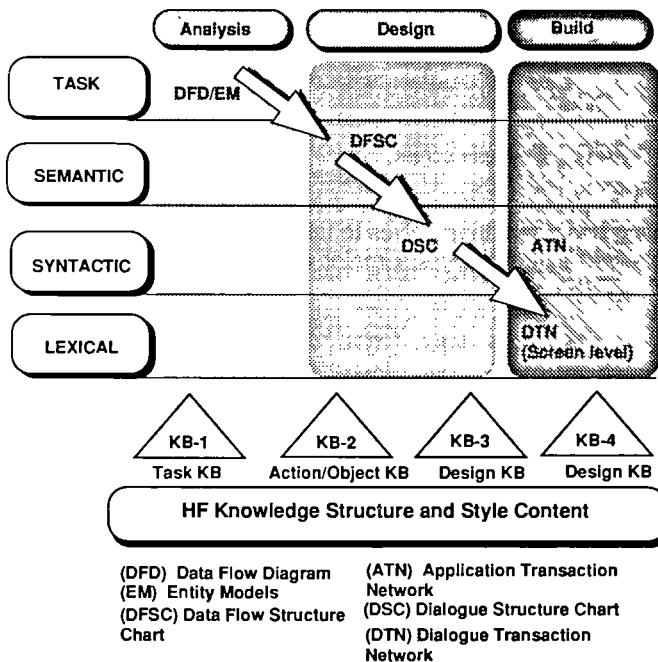 Analysis Design Build
TASK
DFD/EM
DFSC
SEMANTIC
DSC ATN
SYNTACTIC
DTN
(Screen level)
LEXICAL
KB-1 KB-2 KB-3 KB-4
Task KB Action/Object KB Design KB Design KB
HF Knowledge Structure and Style Content
(DFD) Data Flow Diagram
(EM) Entity Models
(DFSC) Data Flow Structure
Chart
(ATN) Application Transaction
Network
(DSC) Dialogue Structure Chart
(DTN) Dialogue Transaction
Network